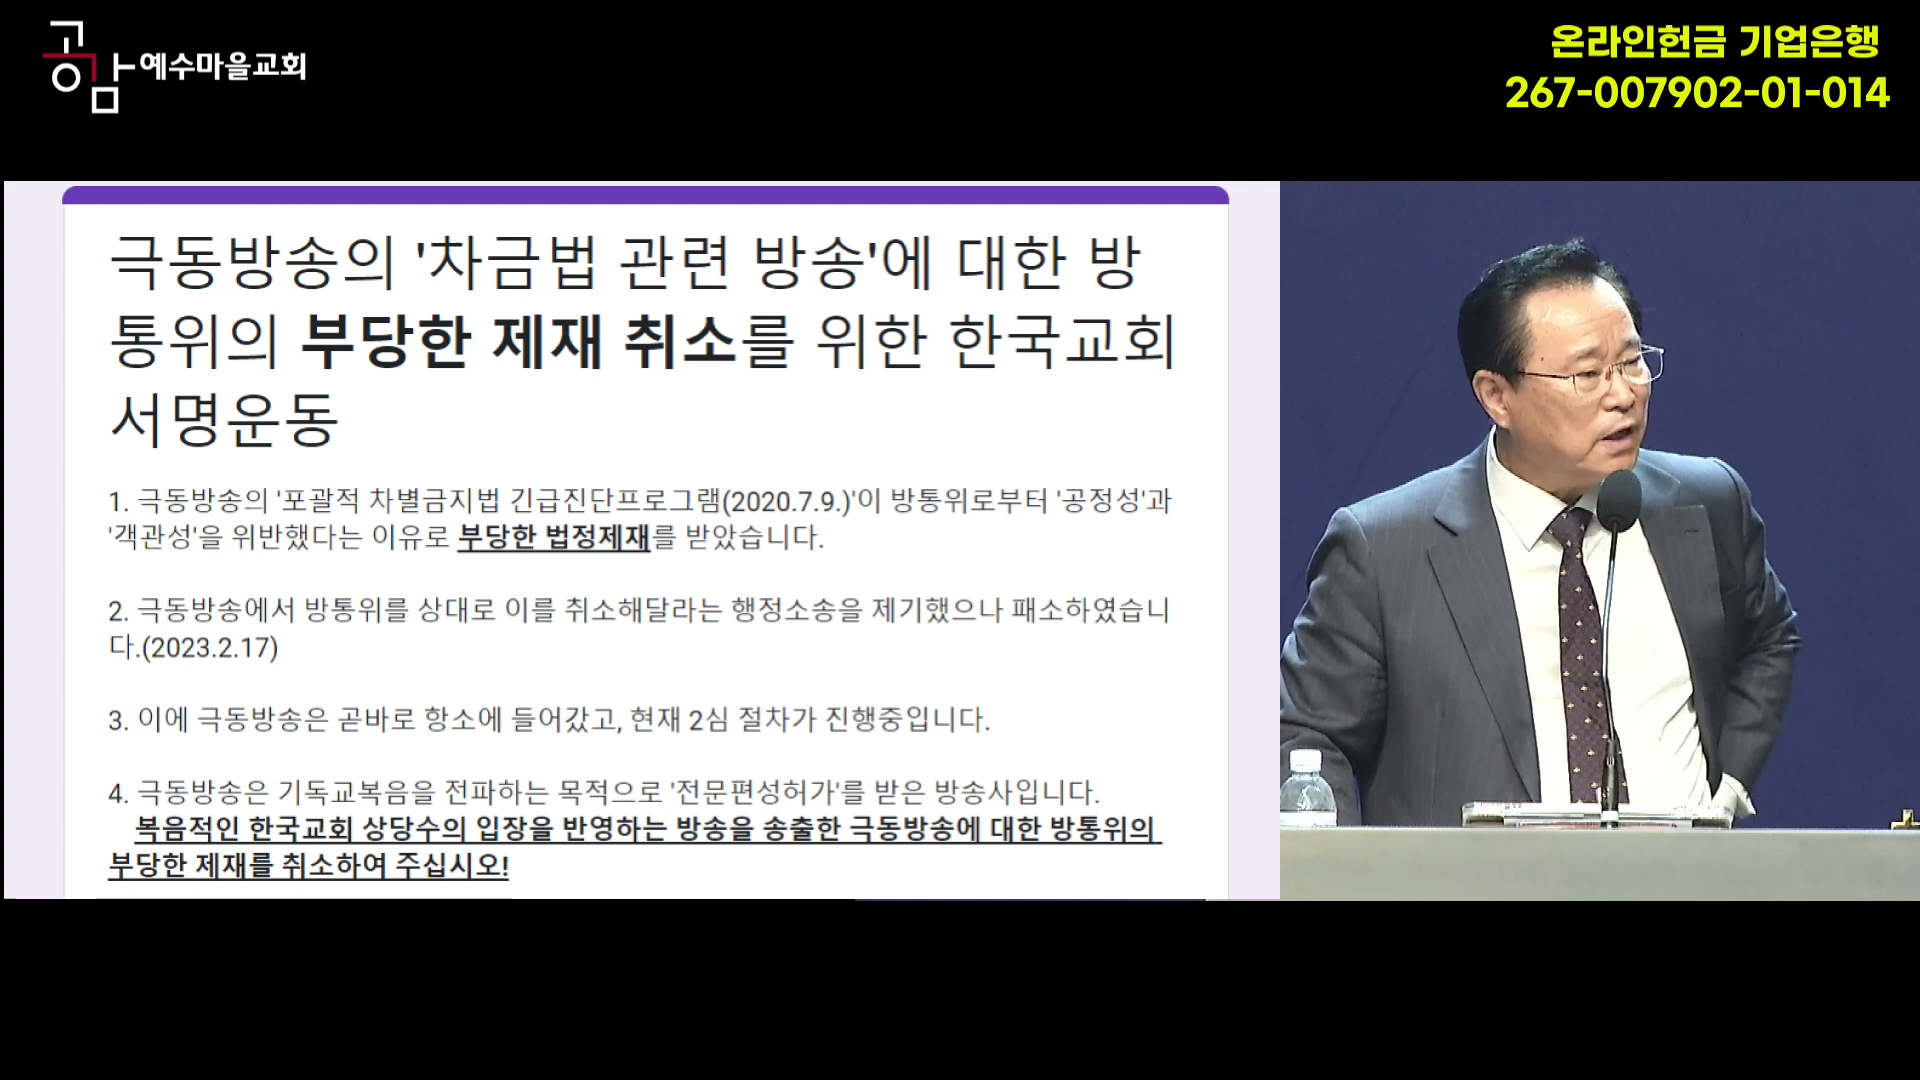 공감
예수마을교회
온라인헌금 기업은행
267-007902-01-014
극동방송의 '차금법 관련 방송'에 대한 방
통위의 부당한 제재 취소를 위한 한국교회
서명운동
1. 극동방송의 '포괄적 차별금지법 긴급진단프로그램(2020.7.9.)'이 방통위로부터 '공정성'과
'객관성'을 위반했다는 이유로 부당한 법정제재를 받았습니다.
2. 극동방송에서 방통위를 상대로 이를 취소해달라는 행정소송을 제기했으나 패소하였습니
다.(2023.2.17)
3. 이에 극동방송은 곧바로 항소에 들어갔고, 현재 2심 절차가 진행중입니다.
4. 극동방송은 기독교복음을 전파하는 목적으로 '전문편성허가'를 받은 방송사입니다.
복음적인 한국교회 상당수의 입장을 반영하는 방송을 송출한 극동방송에 대한 방통위의
부당한 제재를 취소하여 주십시오!